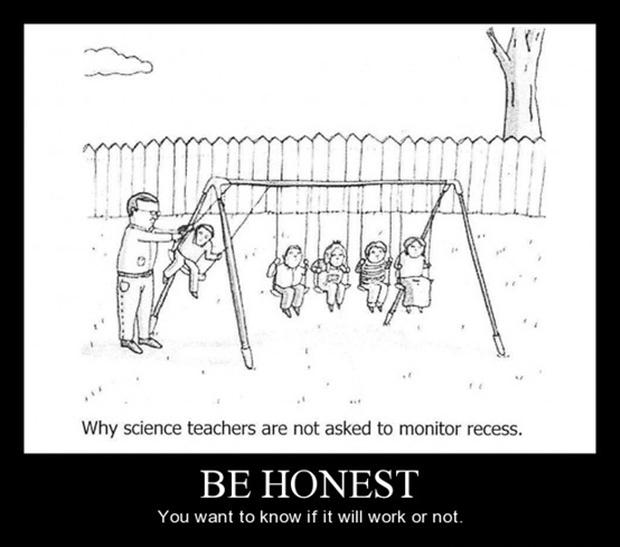 Why science teachers are not asked to monitor recess.
BE HONEST
You want to know if it will work or not.